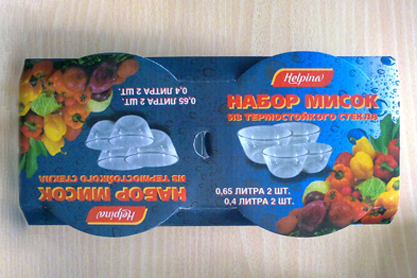 Helpina
НАБОР МИСОК
ИЗ ТЕРМОСТОЙКОГО СТЕКЛА
0,65 ЛИТРА 2 ШТ.
0,4 ЛИТРА 2 ШТ.
Helpina
НАБОР МИСОК
ИЗ ТЕРМОСТОЙКОГО СТЕКЛА
0,65 ЛИТРА 2 ШТ.
0,4 ЛИТРА 2 ШТ.